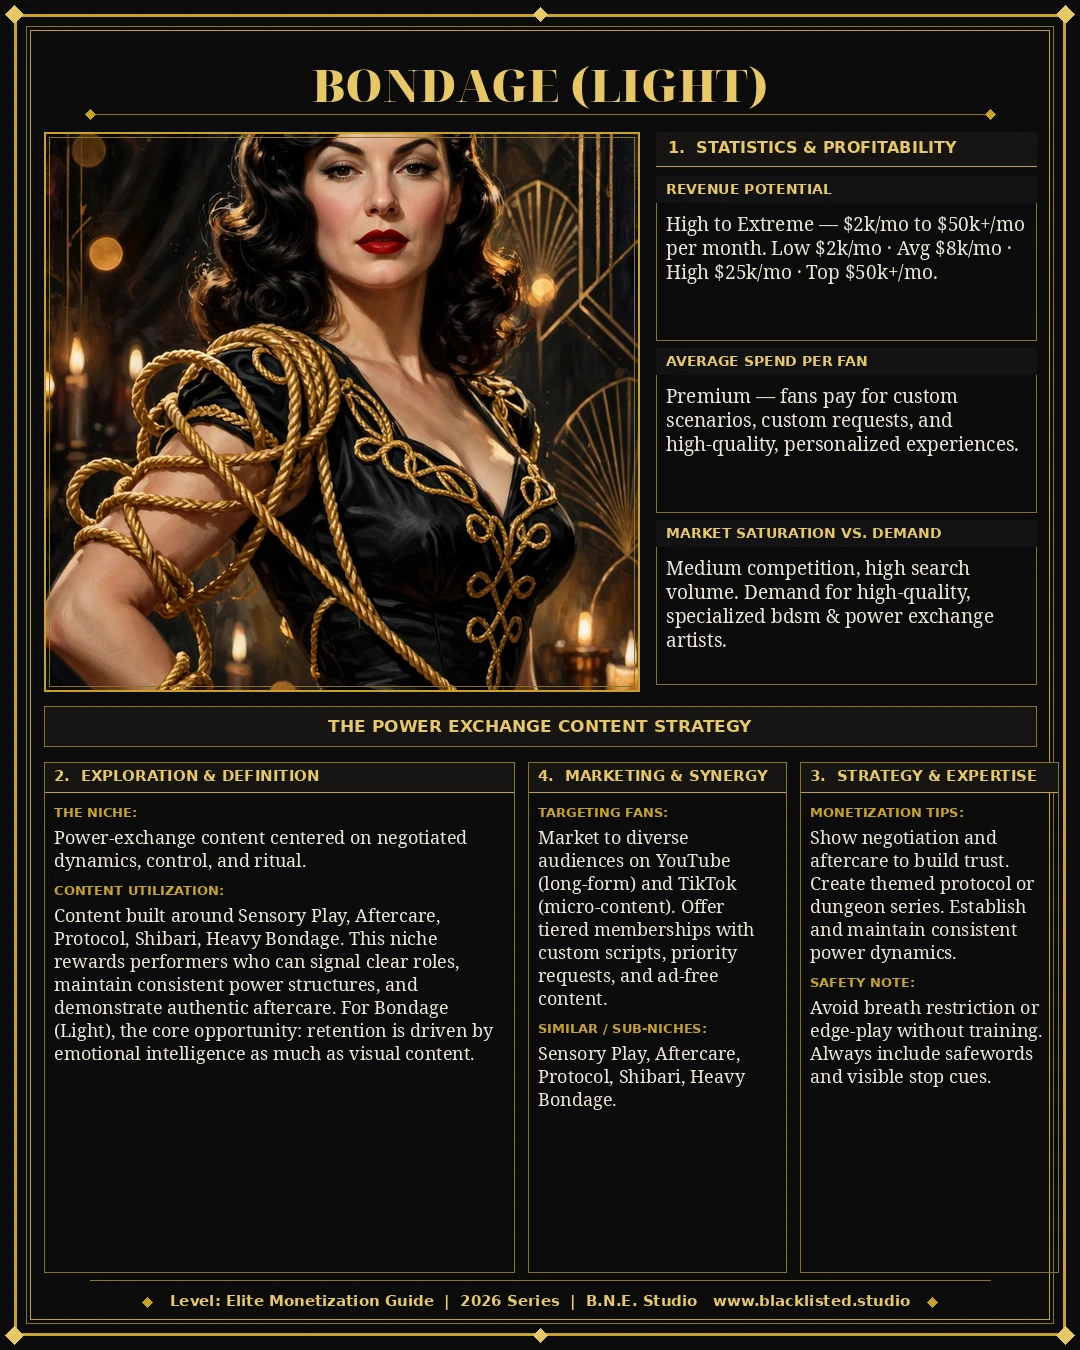 BONDAGE (LIGHT)
1. STATISTICS & PROFITABILITY
REVENUE POTENTIAL
High to Extreme — $2k/mo to $50k+/mo
per month. Low $2k/mo · Avg $8k/mo ·
High $25k/mo · Top $50k+/mo.
AVERAGE SPEND PER FAN
Premium — fans pay for custom
scenarios, custom requests, and
high-quality, personalized experiences.
MARKET SATURATION VS. DEMAND
Medium competition, high search
volume. Demand for high-quality,
specialized bdsm & power exchange
artists.
THE POWER EXCHANGE CONTENT STRATEGY
2. EXPLORATION & DEFINITION
THE NICHE:
Power-exchange content centered on negotiated
dynamics, control, and ritual.
CONTENT UTILIZATION:
Content built around Sensory Play, Aftercare,
Protocol, Shibari, Heavy Bondage. This niche
rewards performers who can signal clear roles,
maintain consistent power structures, and
demonstrate authentic aftercare. For Bondage
(Light), the core opportunity: retention is driven by
emotional intelligence as much as visual content.
4. MARKETING & SYNERGY
TARGETING FANS:
Market to diverse
audiences on YouTube
(long-form) and TikTok
(micro-content). Offer
tiered memberships with
custom scripts, priority
requests, and ad-free
content.
SIMILAR / SUB-NICHES:
Sensory Play, Aftercare,
Protocol, Shibari, Heavy
Bondage.
3. STRATEGY & EXPERTISE
MONETIZATION TIPS:
Show negotiation and
aftercare to build trust.
Create themed protocol or
dungeon series. Establish
and maintain consistent
power dynamics.
SAFETY NOTE:
Avoid breath restriction or
edge-play without training.
Always include safewords
and visible stop cues.
Level: Elite Monetization Guide | 2026 Series | B.N.E. Studio www.blacklisted.studio